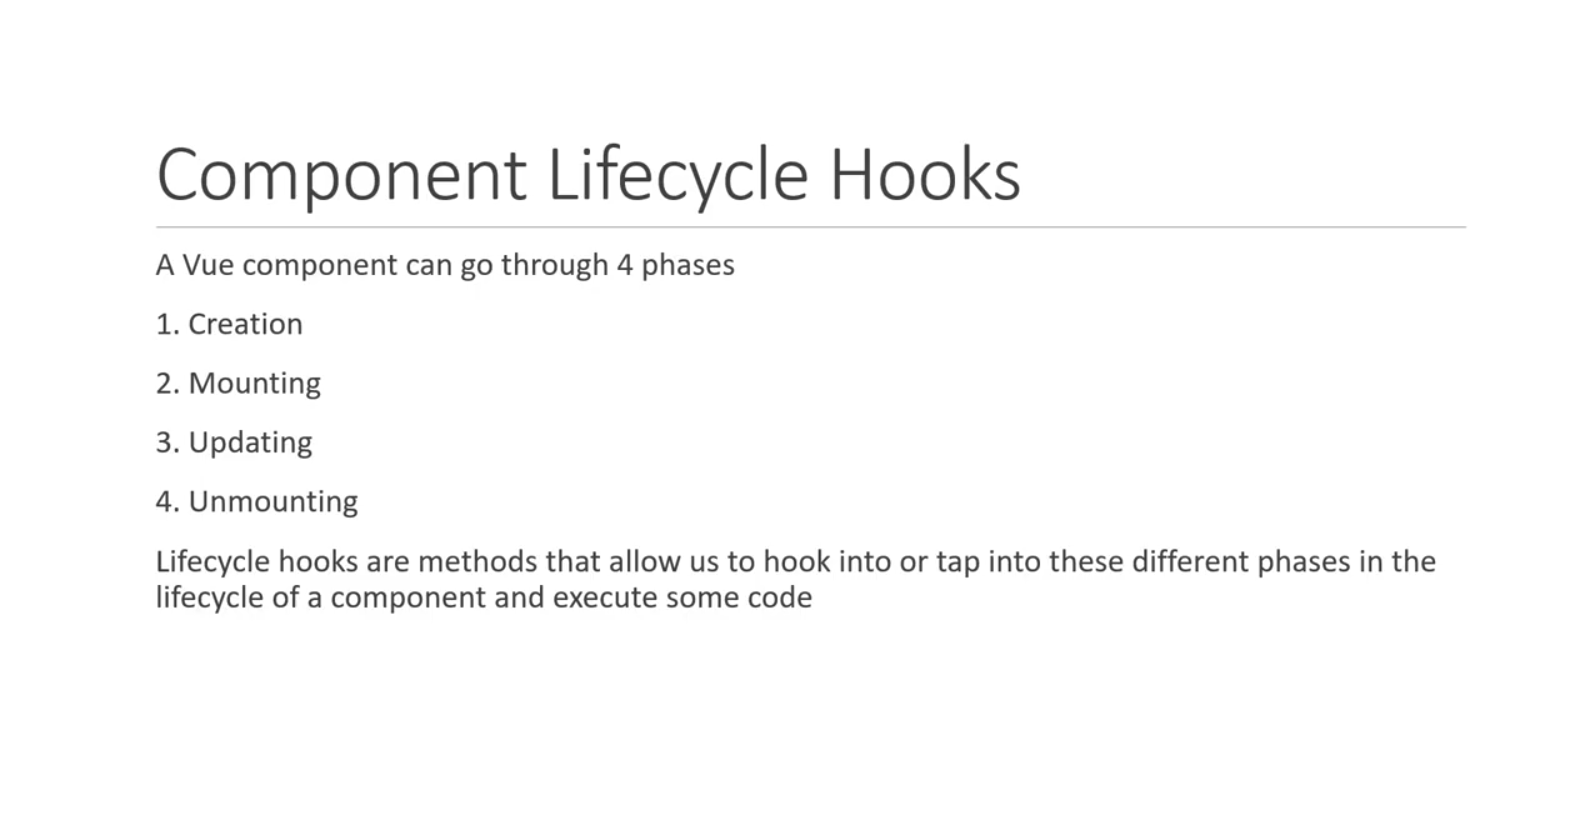 Component Lifecycle Hooks
A Vue component can go through 4 phases
1. Creation
2. Mounting
3. Updating
4. Unmounting
Lifecycle hooks are methods that allow us to hook into or tap into these different phases in the
lifecycle of a component and execute some code